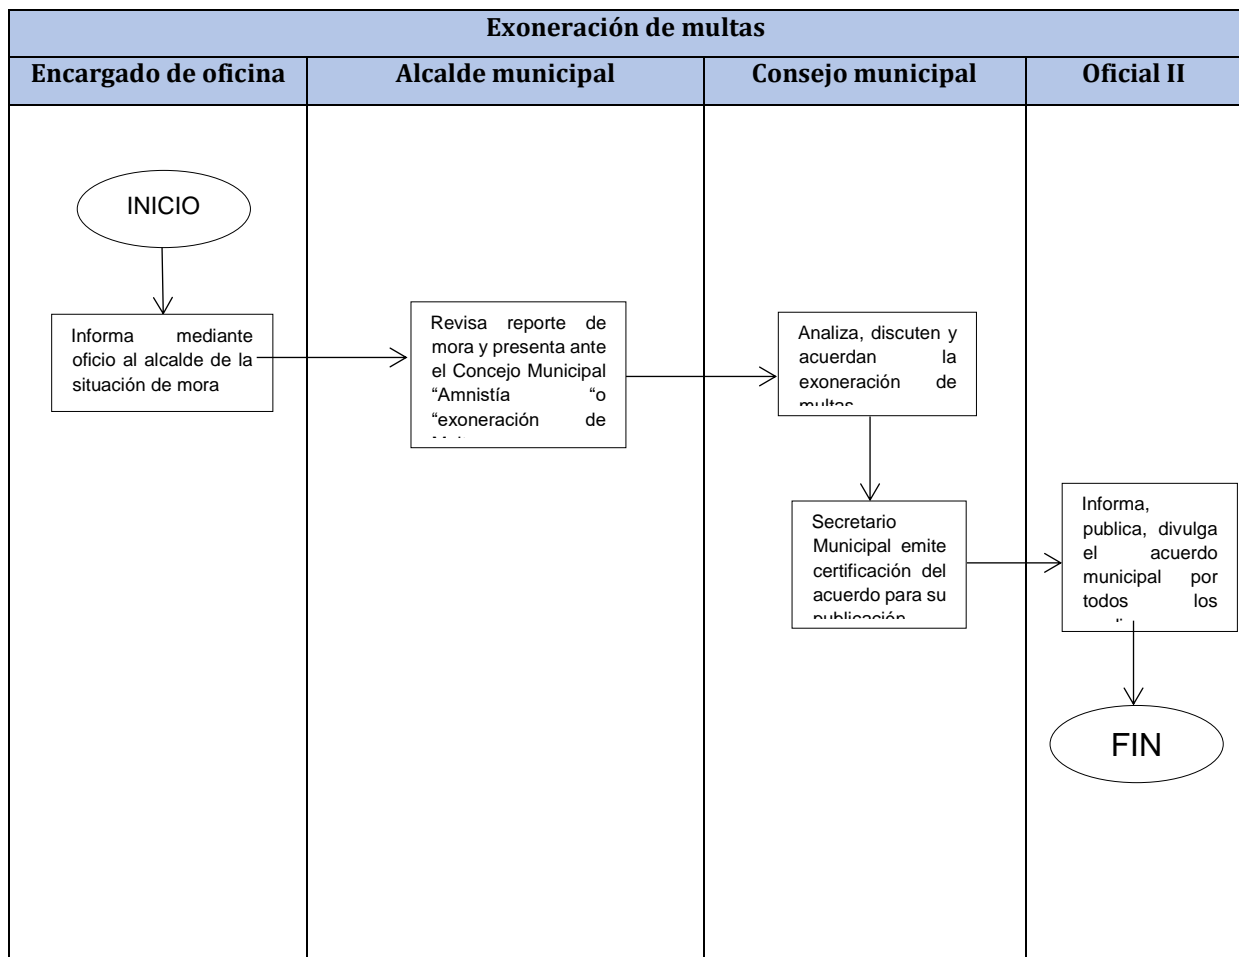 Exoneración de multas
Encargado de oficina
Alcalde municipal
Consejo municipal
Oficial II
INICIO
Informa mediante
oficio al alcalde de la
situación de mora
Revisa reporte de
mora y presenta ante
el Concejo Municipal
“Amnistía “o
“exoneración de
Analiza, discuten y
acuerdan la
exoneración de
multas
Secretario
Municipal emite
certificación del
acuerdo para su
publicación
Informa,
publica, divulga
el acuerdo
municipal por
todos los
FIN